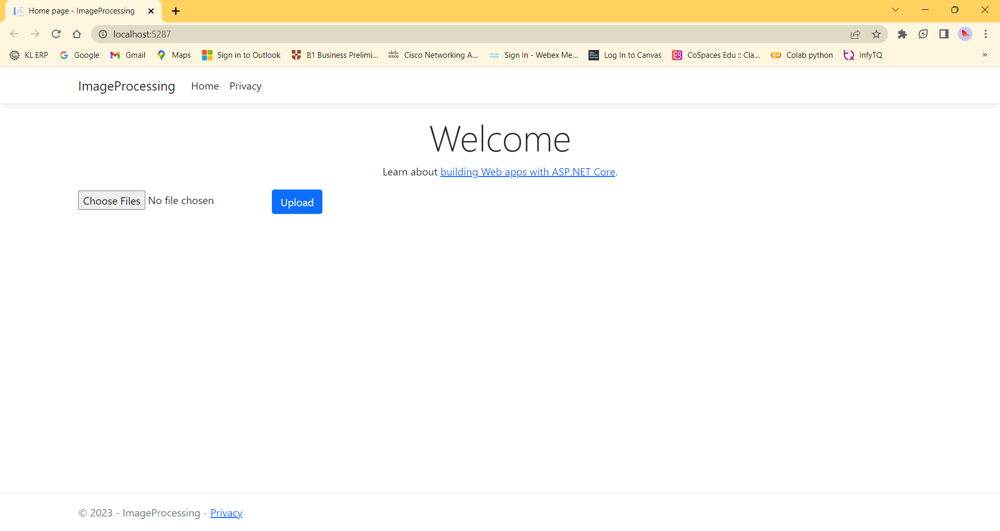 Home page - ImageProcessing
localhost:5287
KL ERP Google Gmail Maps Sign in to Outlook B1 Business Prelimi... Cisco Networking A... Sign In - Webex Me... Log In to Canvas CoSpaces Edu :: Cla... Colab python InfyTQ »
ImageProcessing Home Privacy
Welcome
Learn about building Web apps with ASP.NET Core.
Choose Files No file chosen Upload
© 2023 - ImageProcessing - Privacy